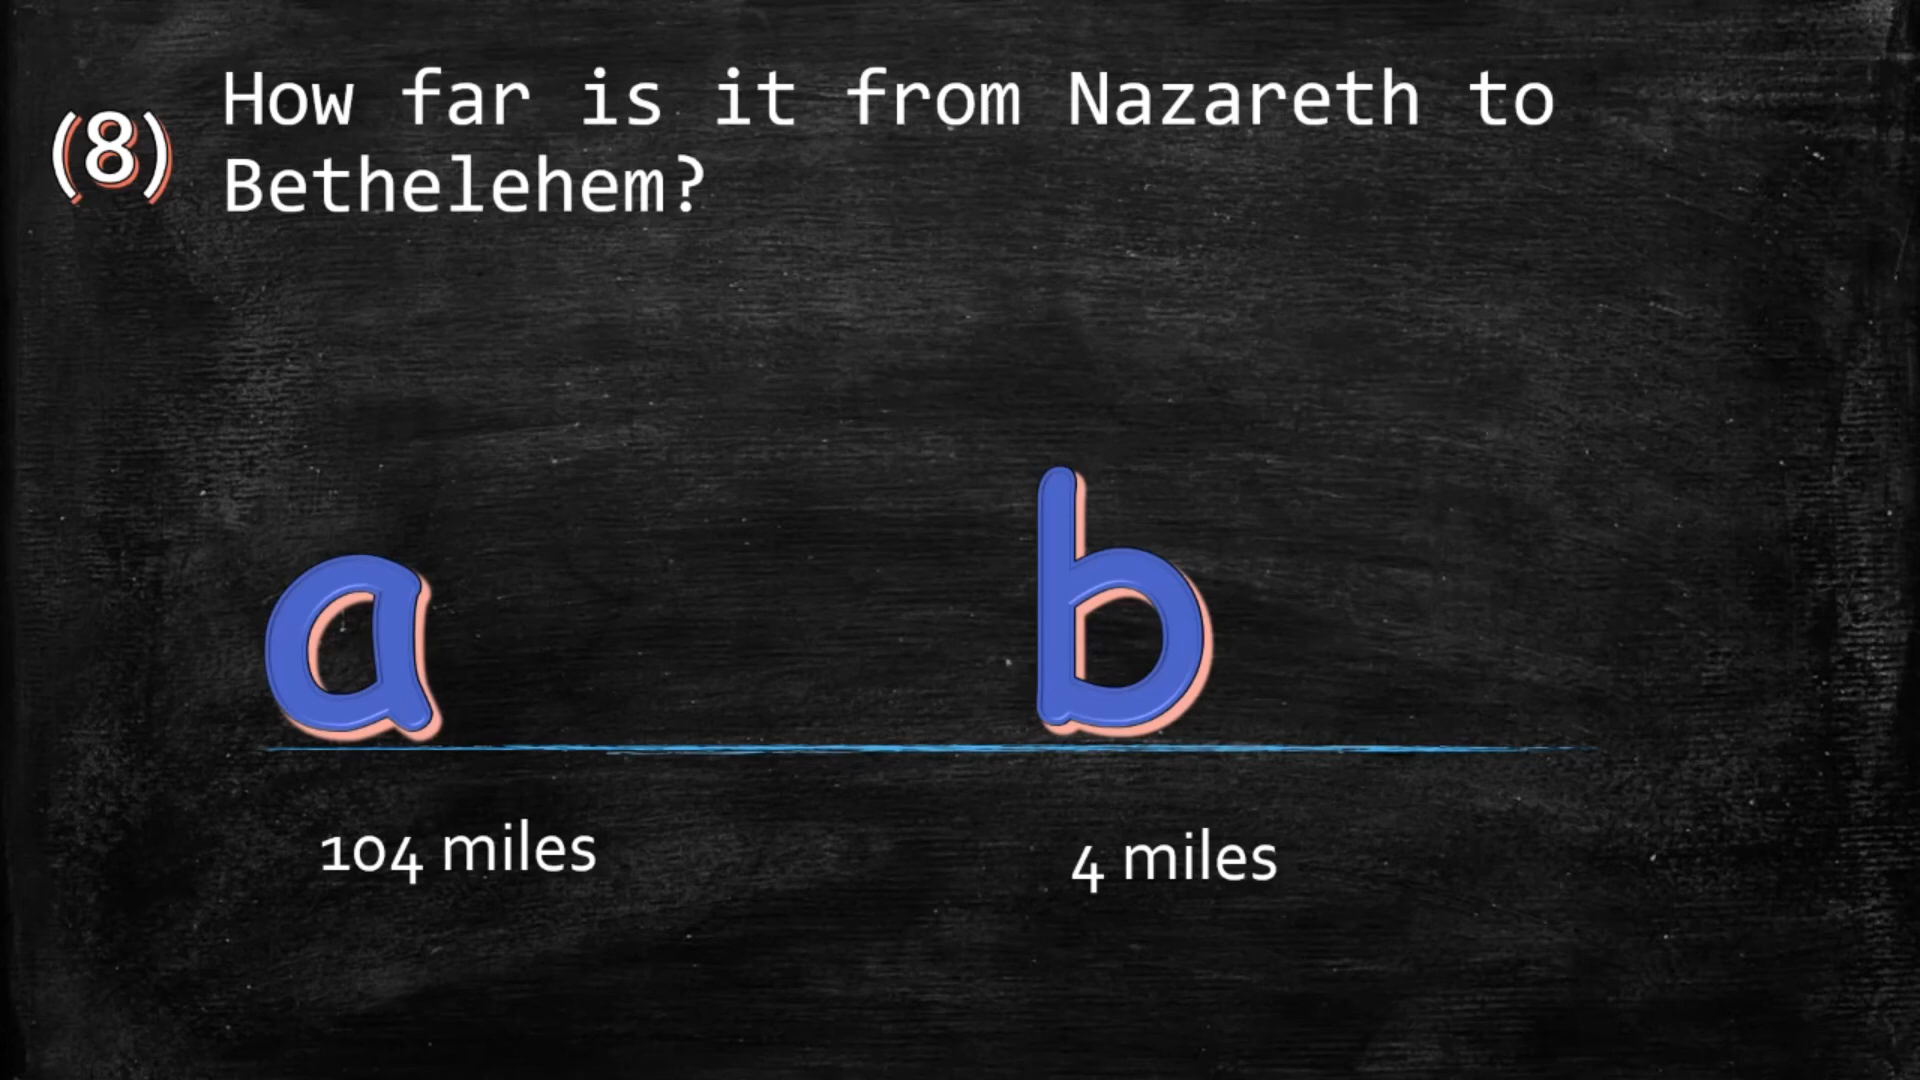 (8)
How far is it from Nazareth to
Bethelehem?
a
b
104 miles
4 miles